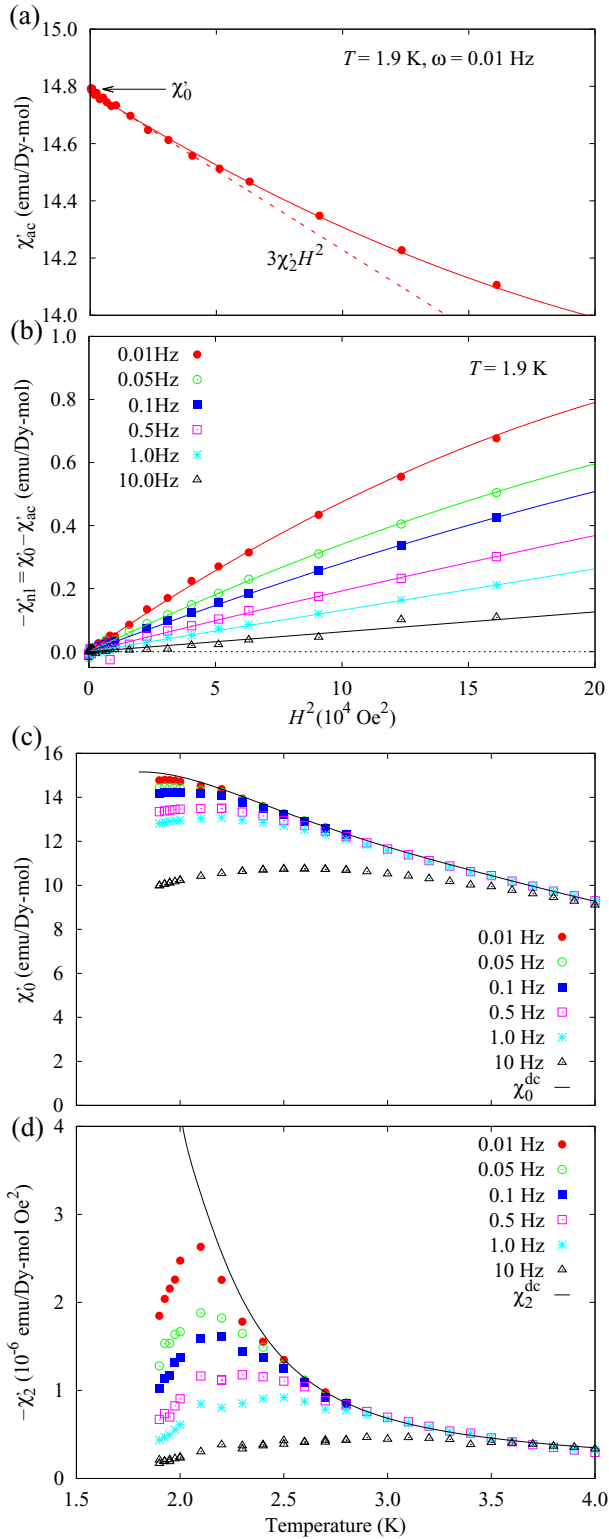 (a)
T = 1.9 K, ω = 0.01 Hz
χ'₀
3χ'₂H²
χ'ac (emu/Dy-mol)
15.0
14.8
14.6
14.4
14.2
14.0
0 5 10 15 20
(b)
T = 1.9 K
0.01Hz
0.05Hz
0.1Hz
0.5Hz
1.0Hz
10.0Hz
−χ'nl = χ'₀−χ'ac (emu/Dy-mol)
1.0
0.8
0.6
0.4
0.2
0.0
0 5 10 15 20
H² (10⁴ Oe²)
(c)
χ'₀ (emu/Dy-mol)
16
14
12
10
8
6
4
2
0
0.01 Hz
0.05 Hz
0.1 Hz
0.5 Hz
1.0 Hz
10 Hz
χ₀ᵈᶜ
(d)
−χ'₂ (10⁻⁶ emu/Dy-mol Oe²)
4
3
2
1
0
0.01 Hz
0.05 Hz
0.1 Hz
0.5 Hz
1.0 Hz
10 Hz
χ₂ᵈᶜ
1.5 2.0 2.5 3.0 3.5 4.0
Temperature (K)